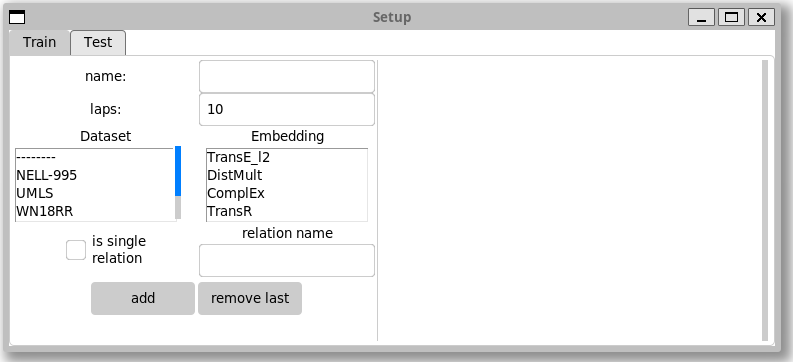 Setup
Train Test
name:
laps: 10
Dataset Embedding
-------- TransE_l2
NELL-995 DistMult
UMLS ComplEx
WN18RR TransR
is single
relation
relation name
add remove last